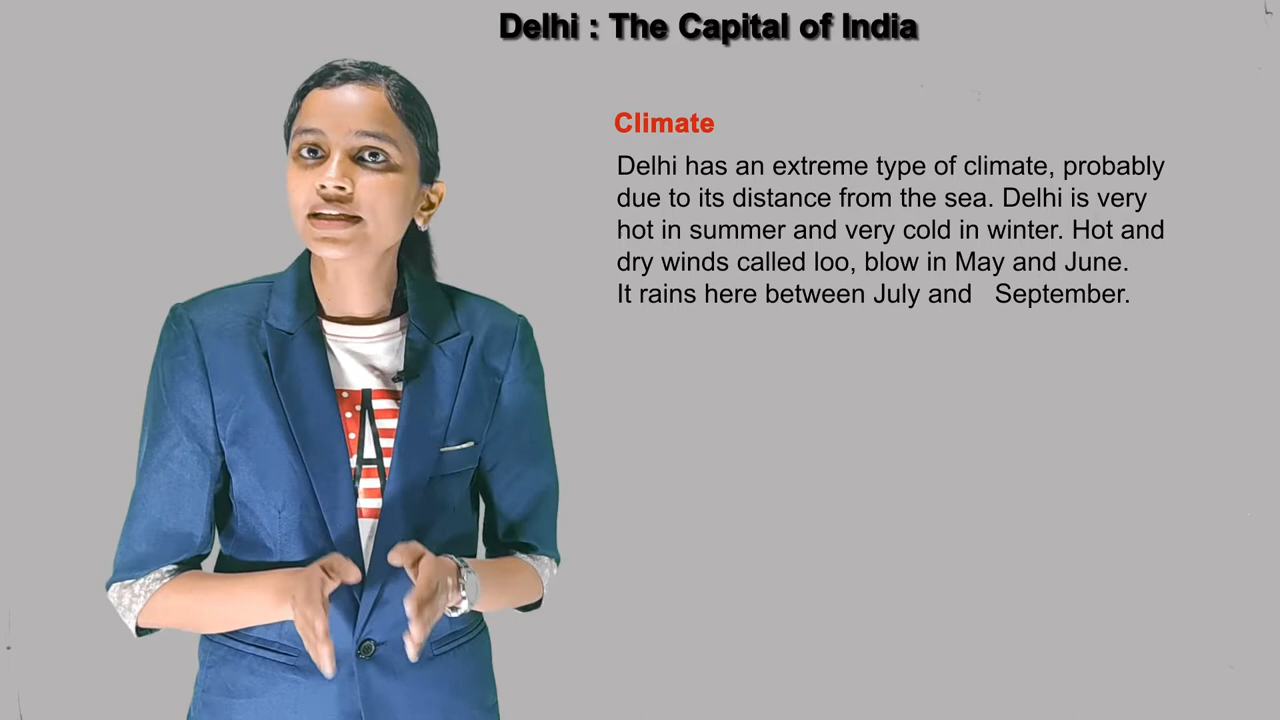 Delhi : The Capital of India
Climate
Delhi has an extreme type of climate, probably
due to its distance from the sea. Delhi is very
hot in summer and very cold in winter. Hot and
dry winds called loo, blow in May and June.
It rains here between July and September.
A